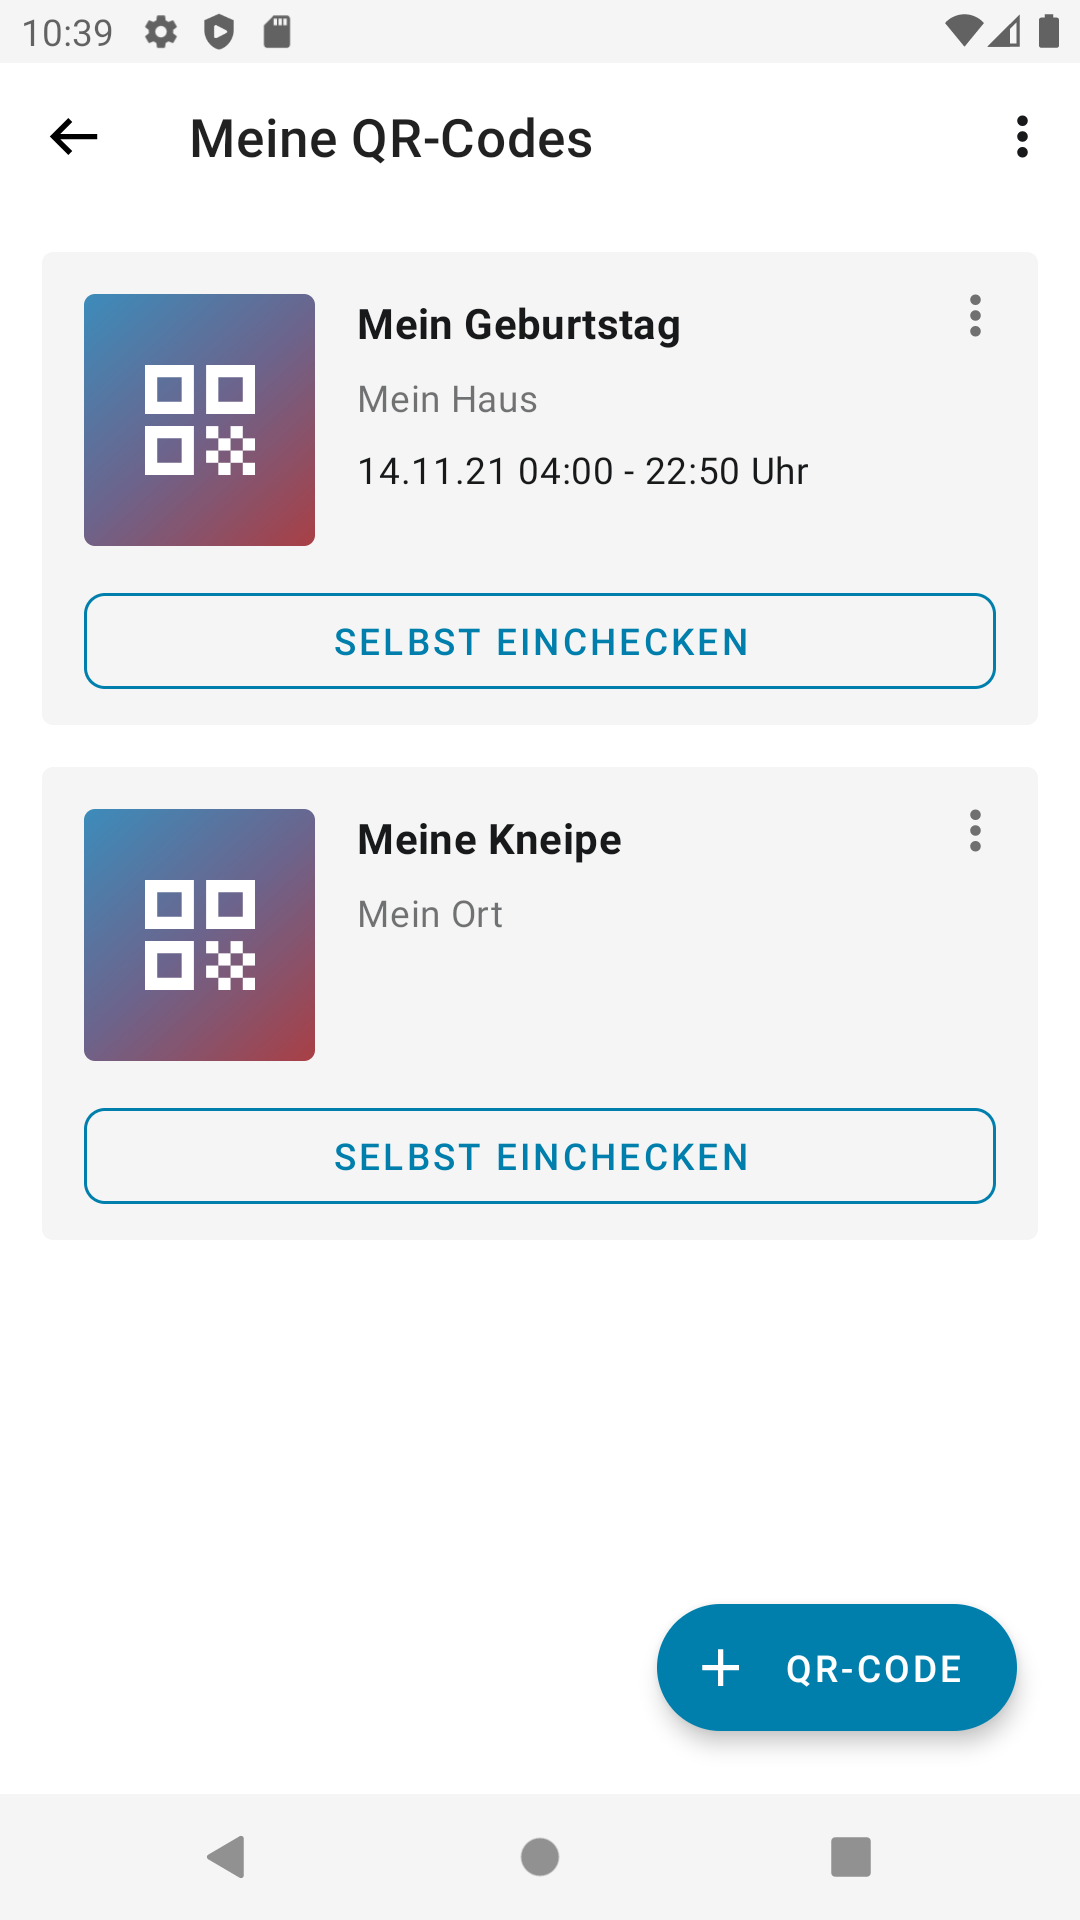 10:39
Meine QR-Codes
Mein Geburtstag
Mein Haus
14.11.21 04:00 - 22:50 Uhr
SELBST EINCHECKEN
Meine Kneipe
Mein Ort
SELBST EINCHECKEN
QR-CODE